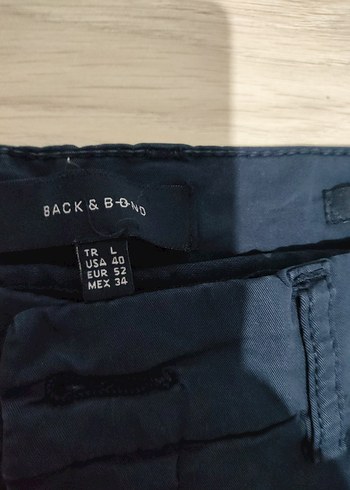 BACK & BOND
TR L
USA 40
EUR 52
MEX 34